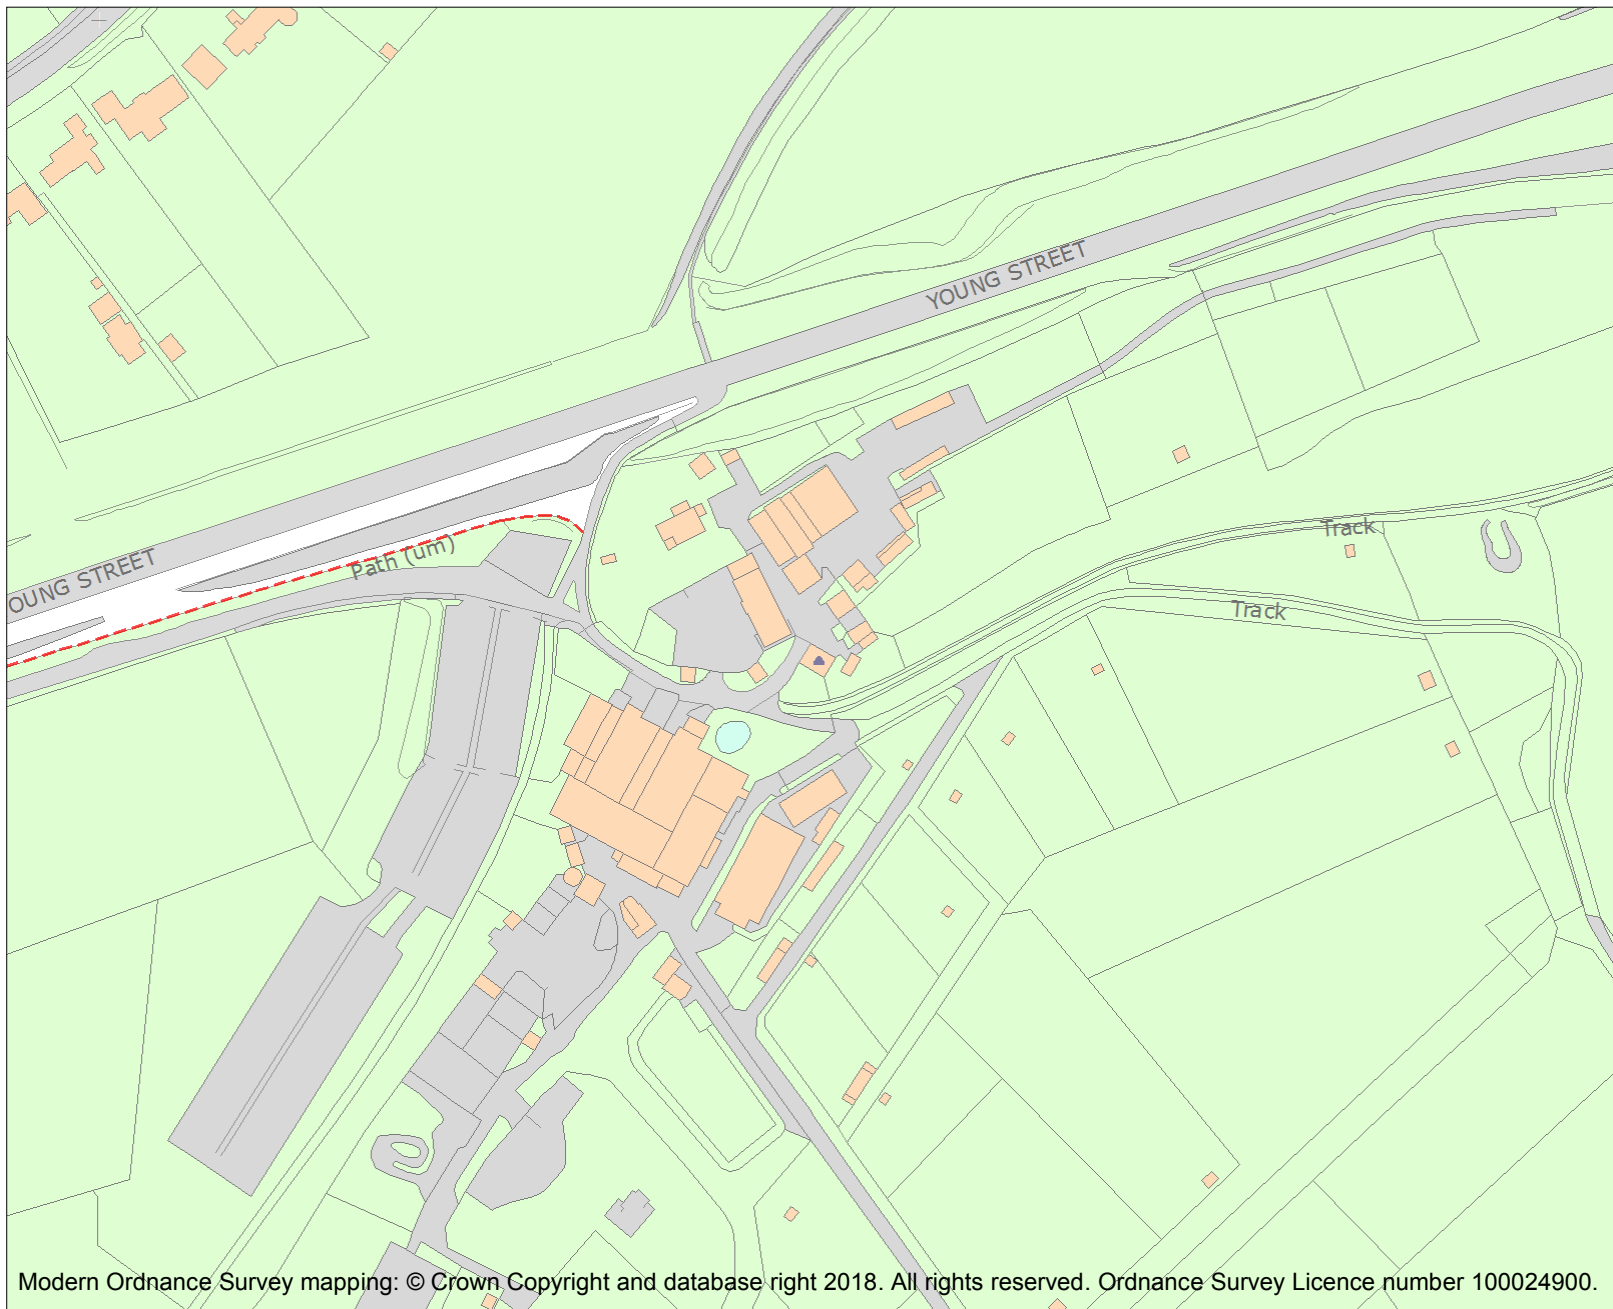 YOUNG STREET
Track
OUNG STREET
Path (um)
Track
Modern Ordnance Survey mapping: © Crown Copyright and database right 2018. All rights reserved. Ordnance Survey Licence number 100024900.